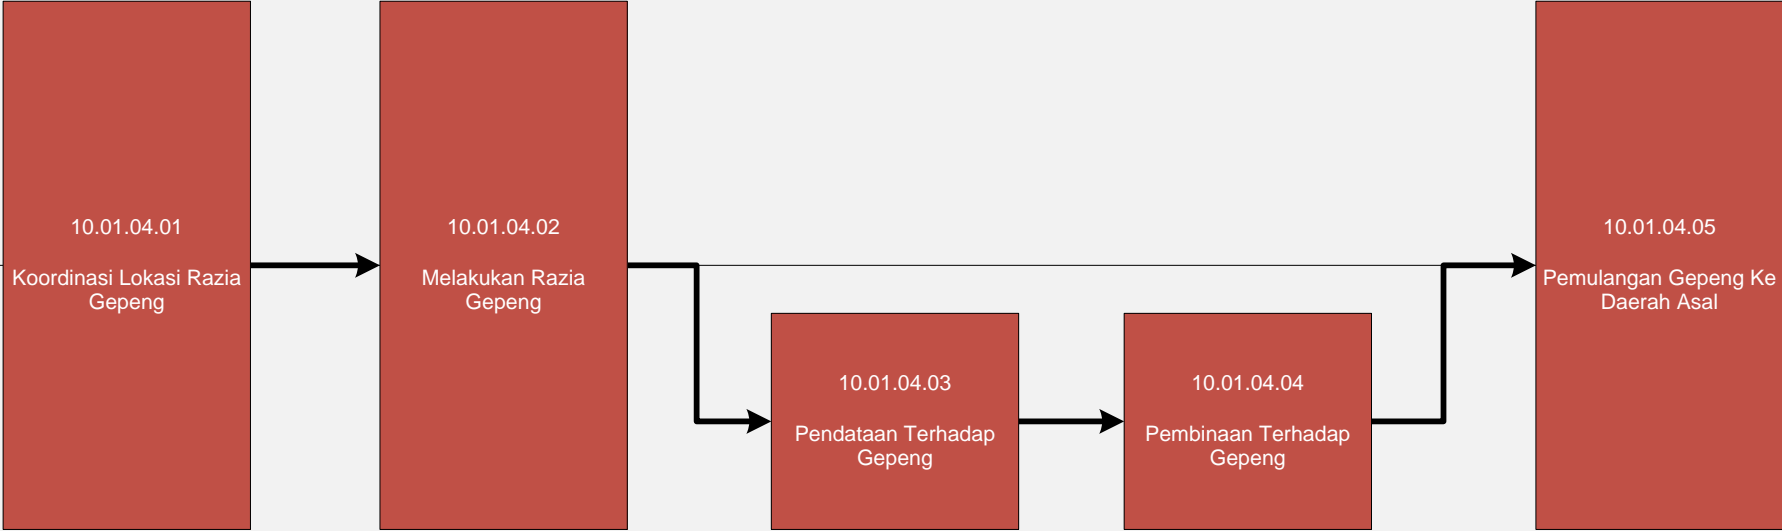 10.01.04.01
Koordinasi Lokasi Razia
Gepeng
10.01.04.02
Melakukan Razia
Gepeng
10.01.04.03
Pendataan Terhadap
Gepeng
10.01.04.04
Pembinaan Terhadap
Gepeng
10.01.04.05
Pemulangan Gepeng Ke
Daerah Asal